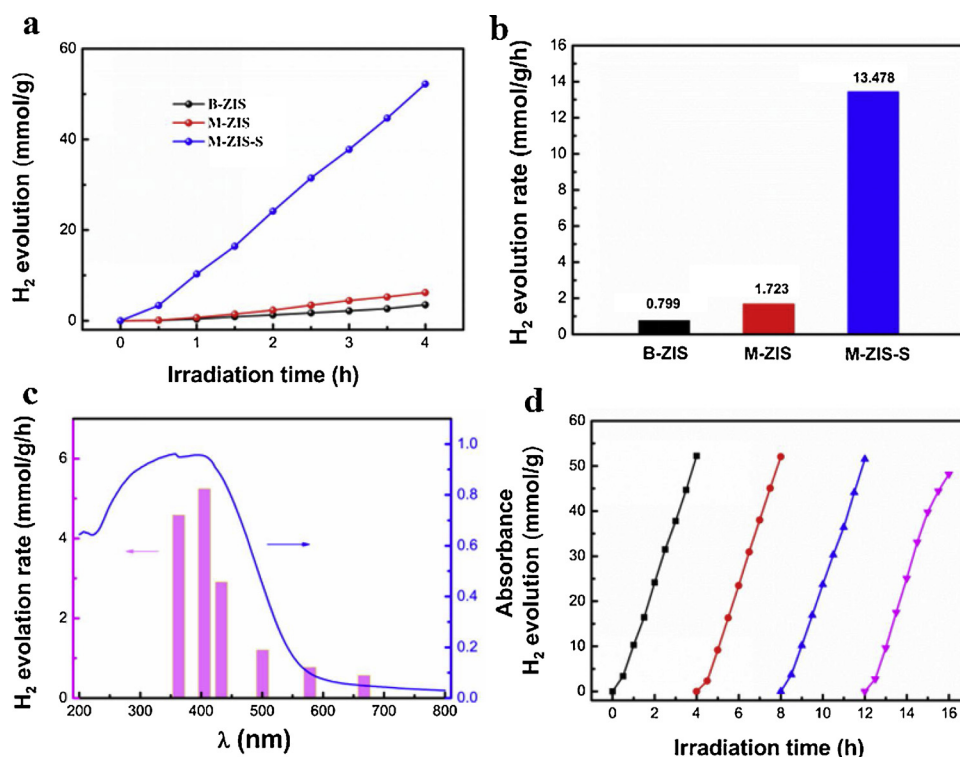 a
H2 evolution (mmol/g)
60
40
20
0
B-ZIS
M-ZIS
M-ZIS-S
0 1 2 3 4
Irradiation time (h)
b
H2 evolution rate (mmol/g/h)
16
14
12
10
8
6
4
2
0
0.799
1.723
13.478
B-ZIS M-ZIS M-ZIS-S
c
H2 evolation rate (mmol/g/h)
6
4
2
0
1.0
0.8
0.6
0.4
0.2
0.0
Absorbance
200 300 400 500 600 700 800
λ (nm)
d
H2 evolution (mmol/g)
60
50
40
30
20
10
0
0 2 4 6 8 10 12 14 16
Irradiation time (h)